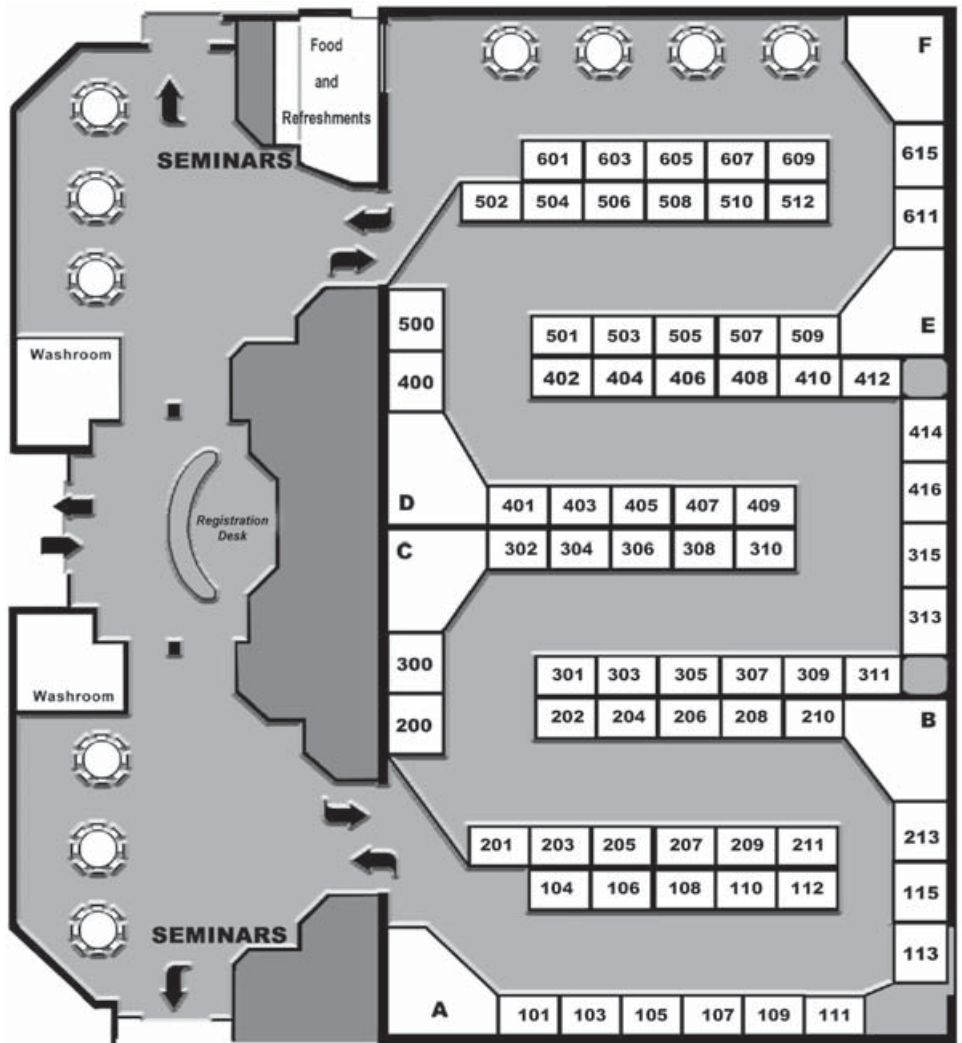 Food
and
Refreshments
F
SEMINARS
601 603 605 607 609
615
502 504 506 508 510 512
611
500
501 503 505 507 509
E
Washroom
400
402 404 406 408 410 412
414
416
D
401 403 405 407 409
Registration
Desk
C
302 304 306 308 310
315
313
300
301 303 305 307 309 311
Washroom
200
202 204 206 208 210
B
201 203 205 207 209 211
213
104 106 108 110 112
115
SEMINARS
113
A
101 103 105 107 109 111